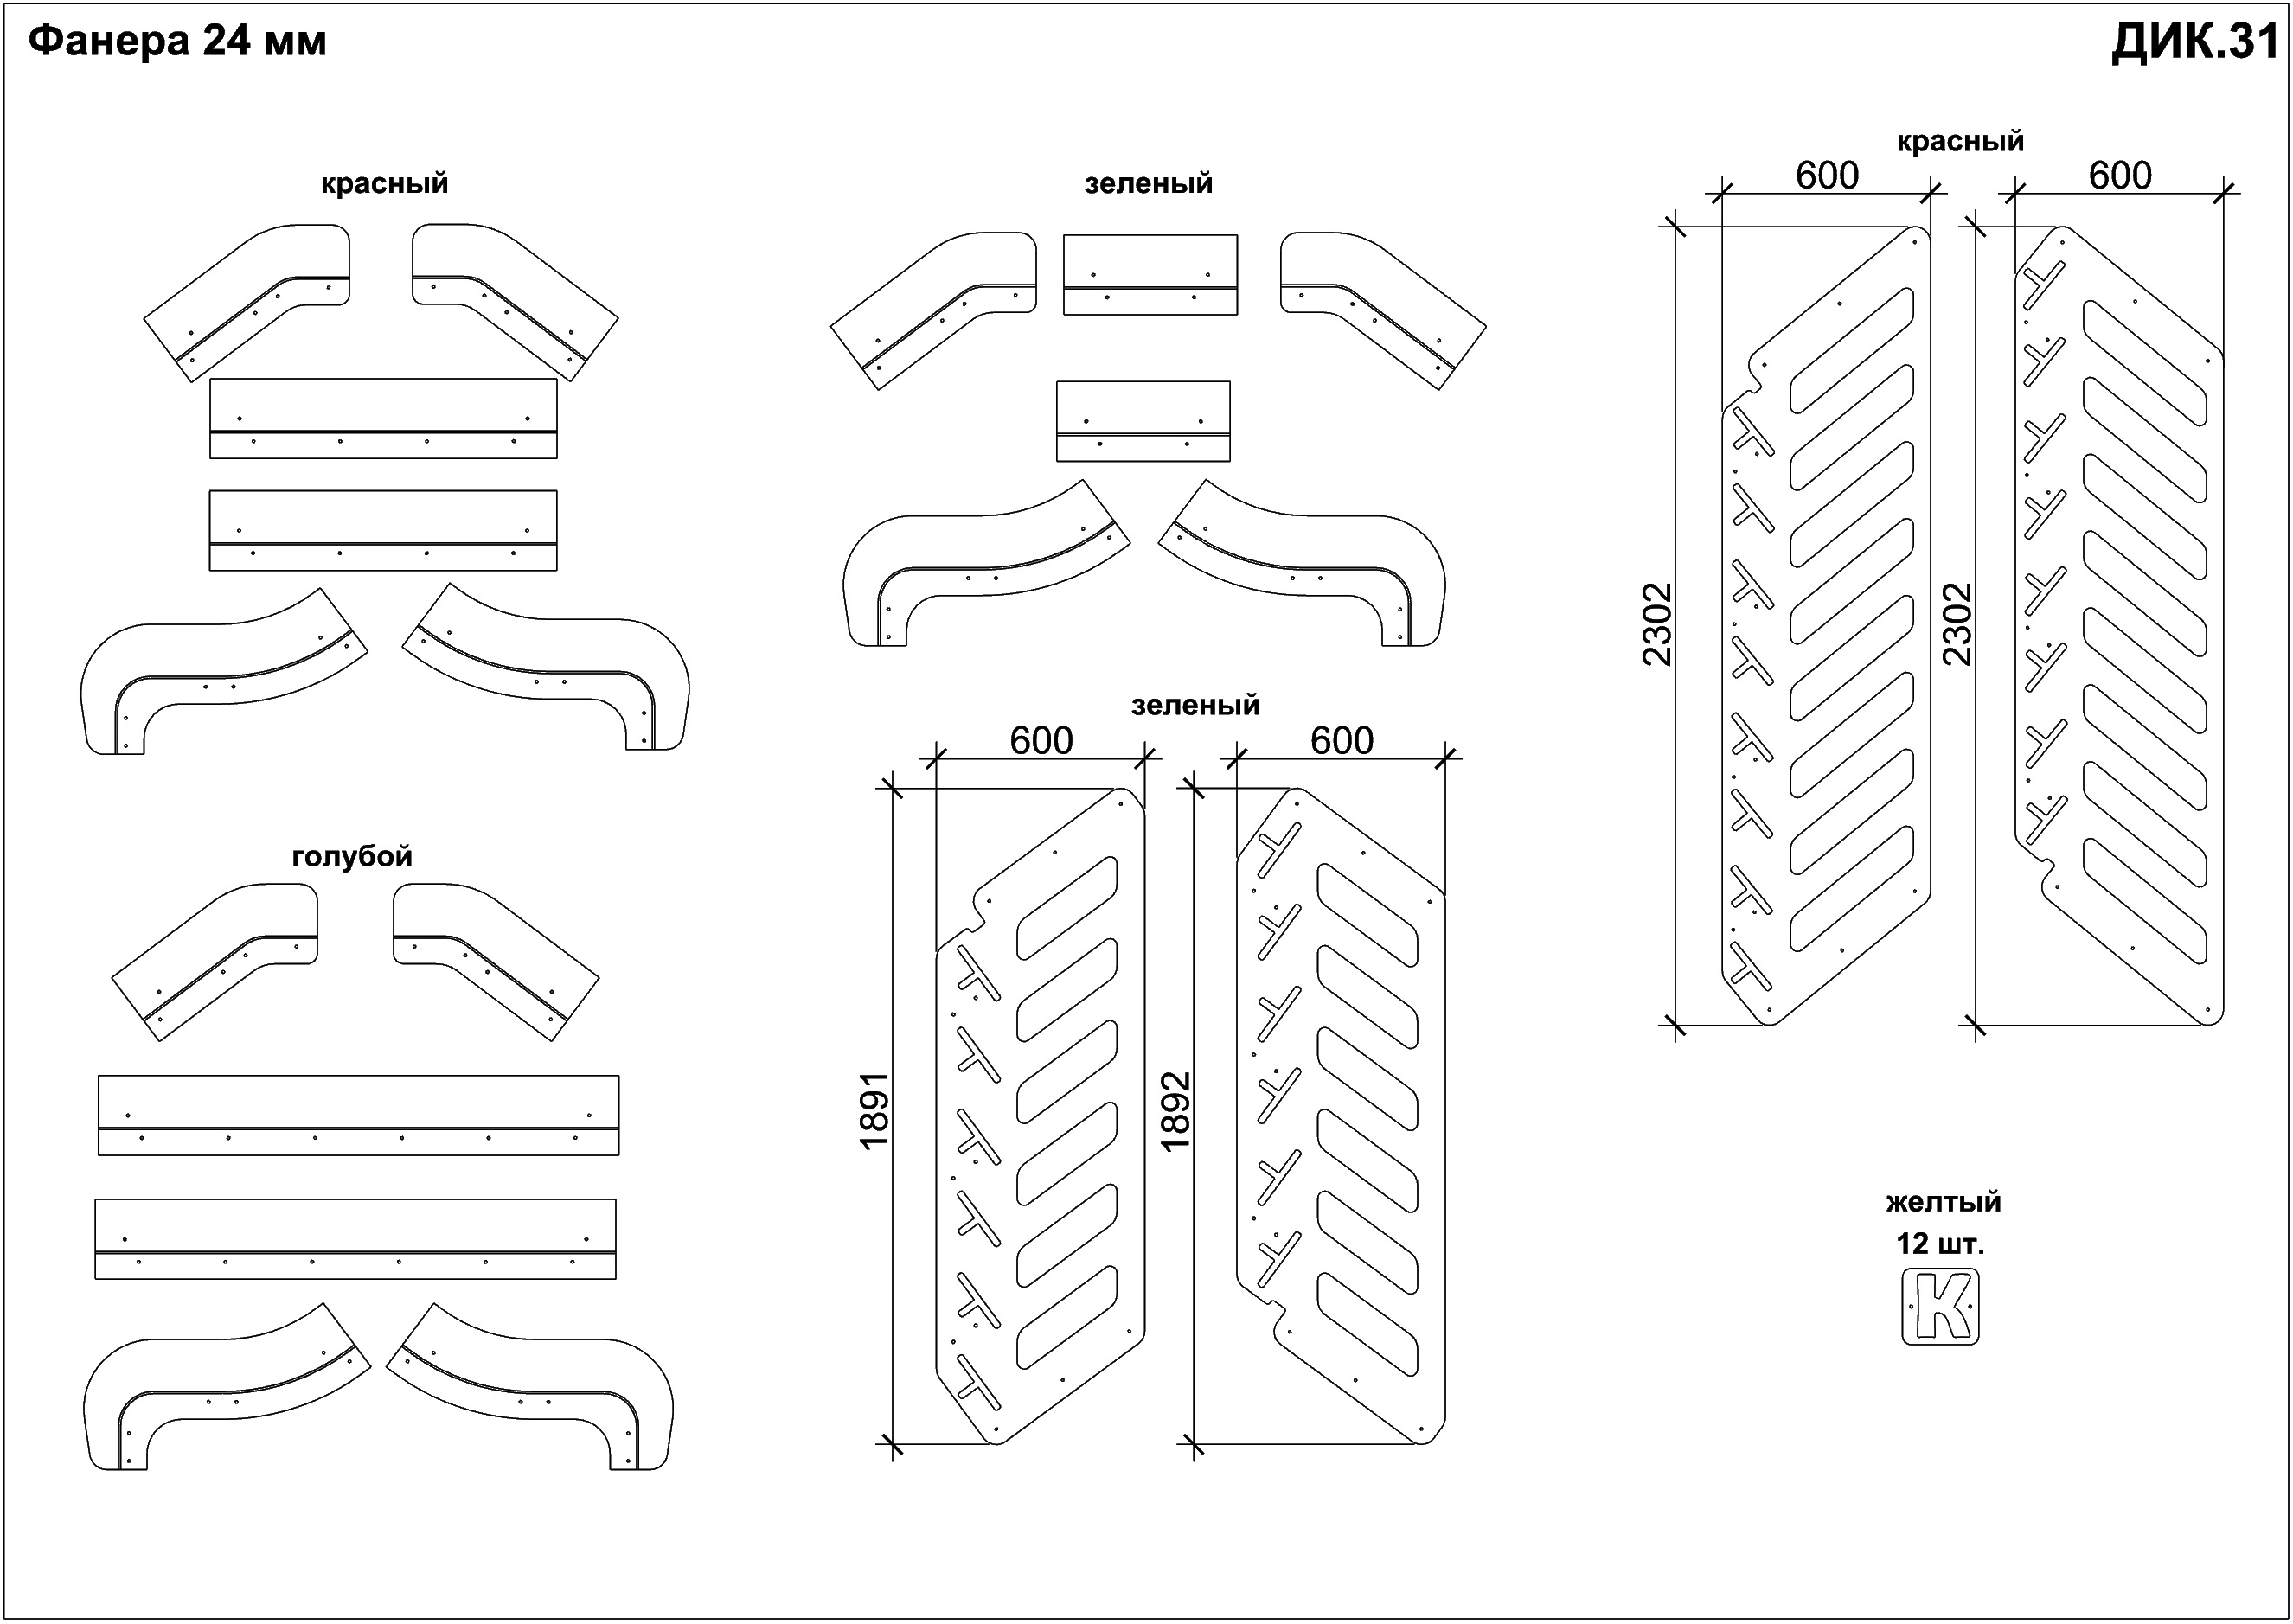 Фанера 24 мм
ДИК.31
красный
зеленый
красный
600
600
2302
2302
зеленый
600
600
1891
1892
голубой
желтый
12 шт.
К